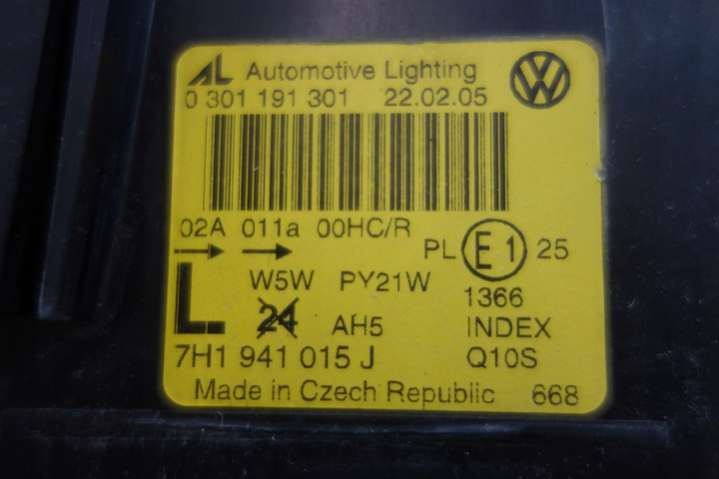 AL Automotive Lighting
0 301 191 301 22.02.05
02A 011a 00HC/R
PL E1 25
L W5W PY21W 1366
24 AH5 INDEX
7H1 941 015 J Q10S
Made in Czech Republic 668